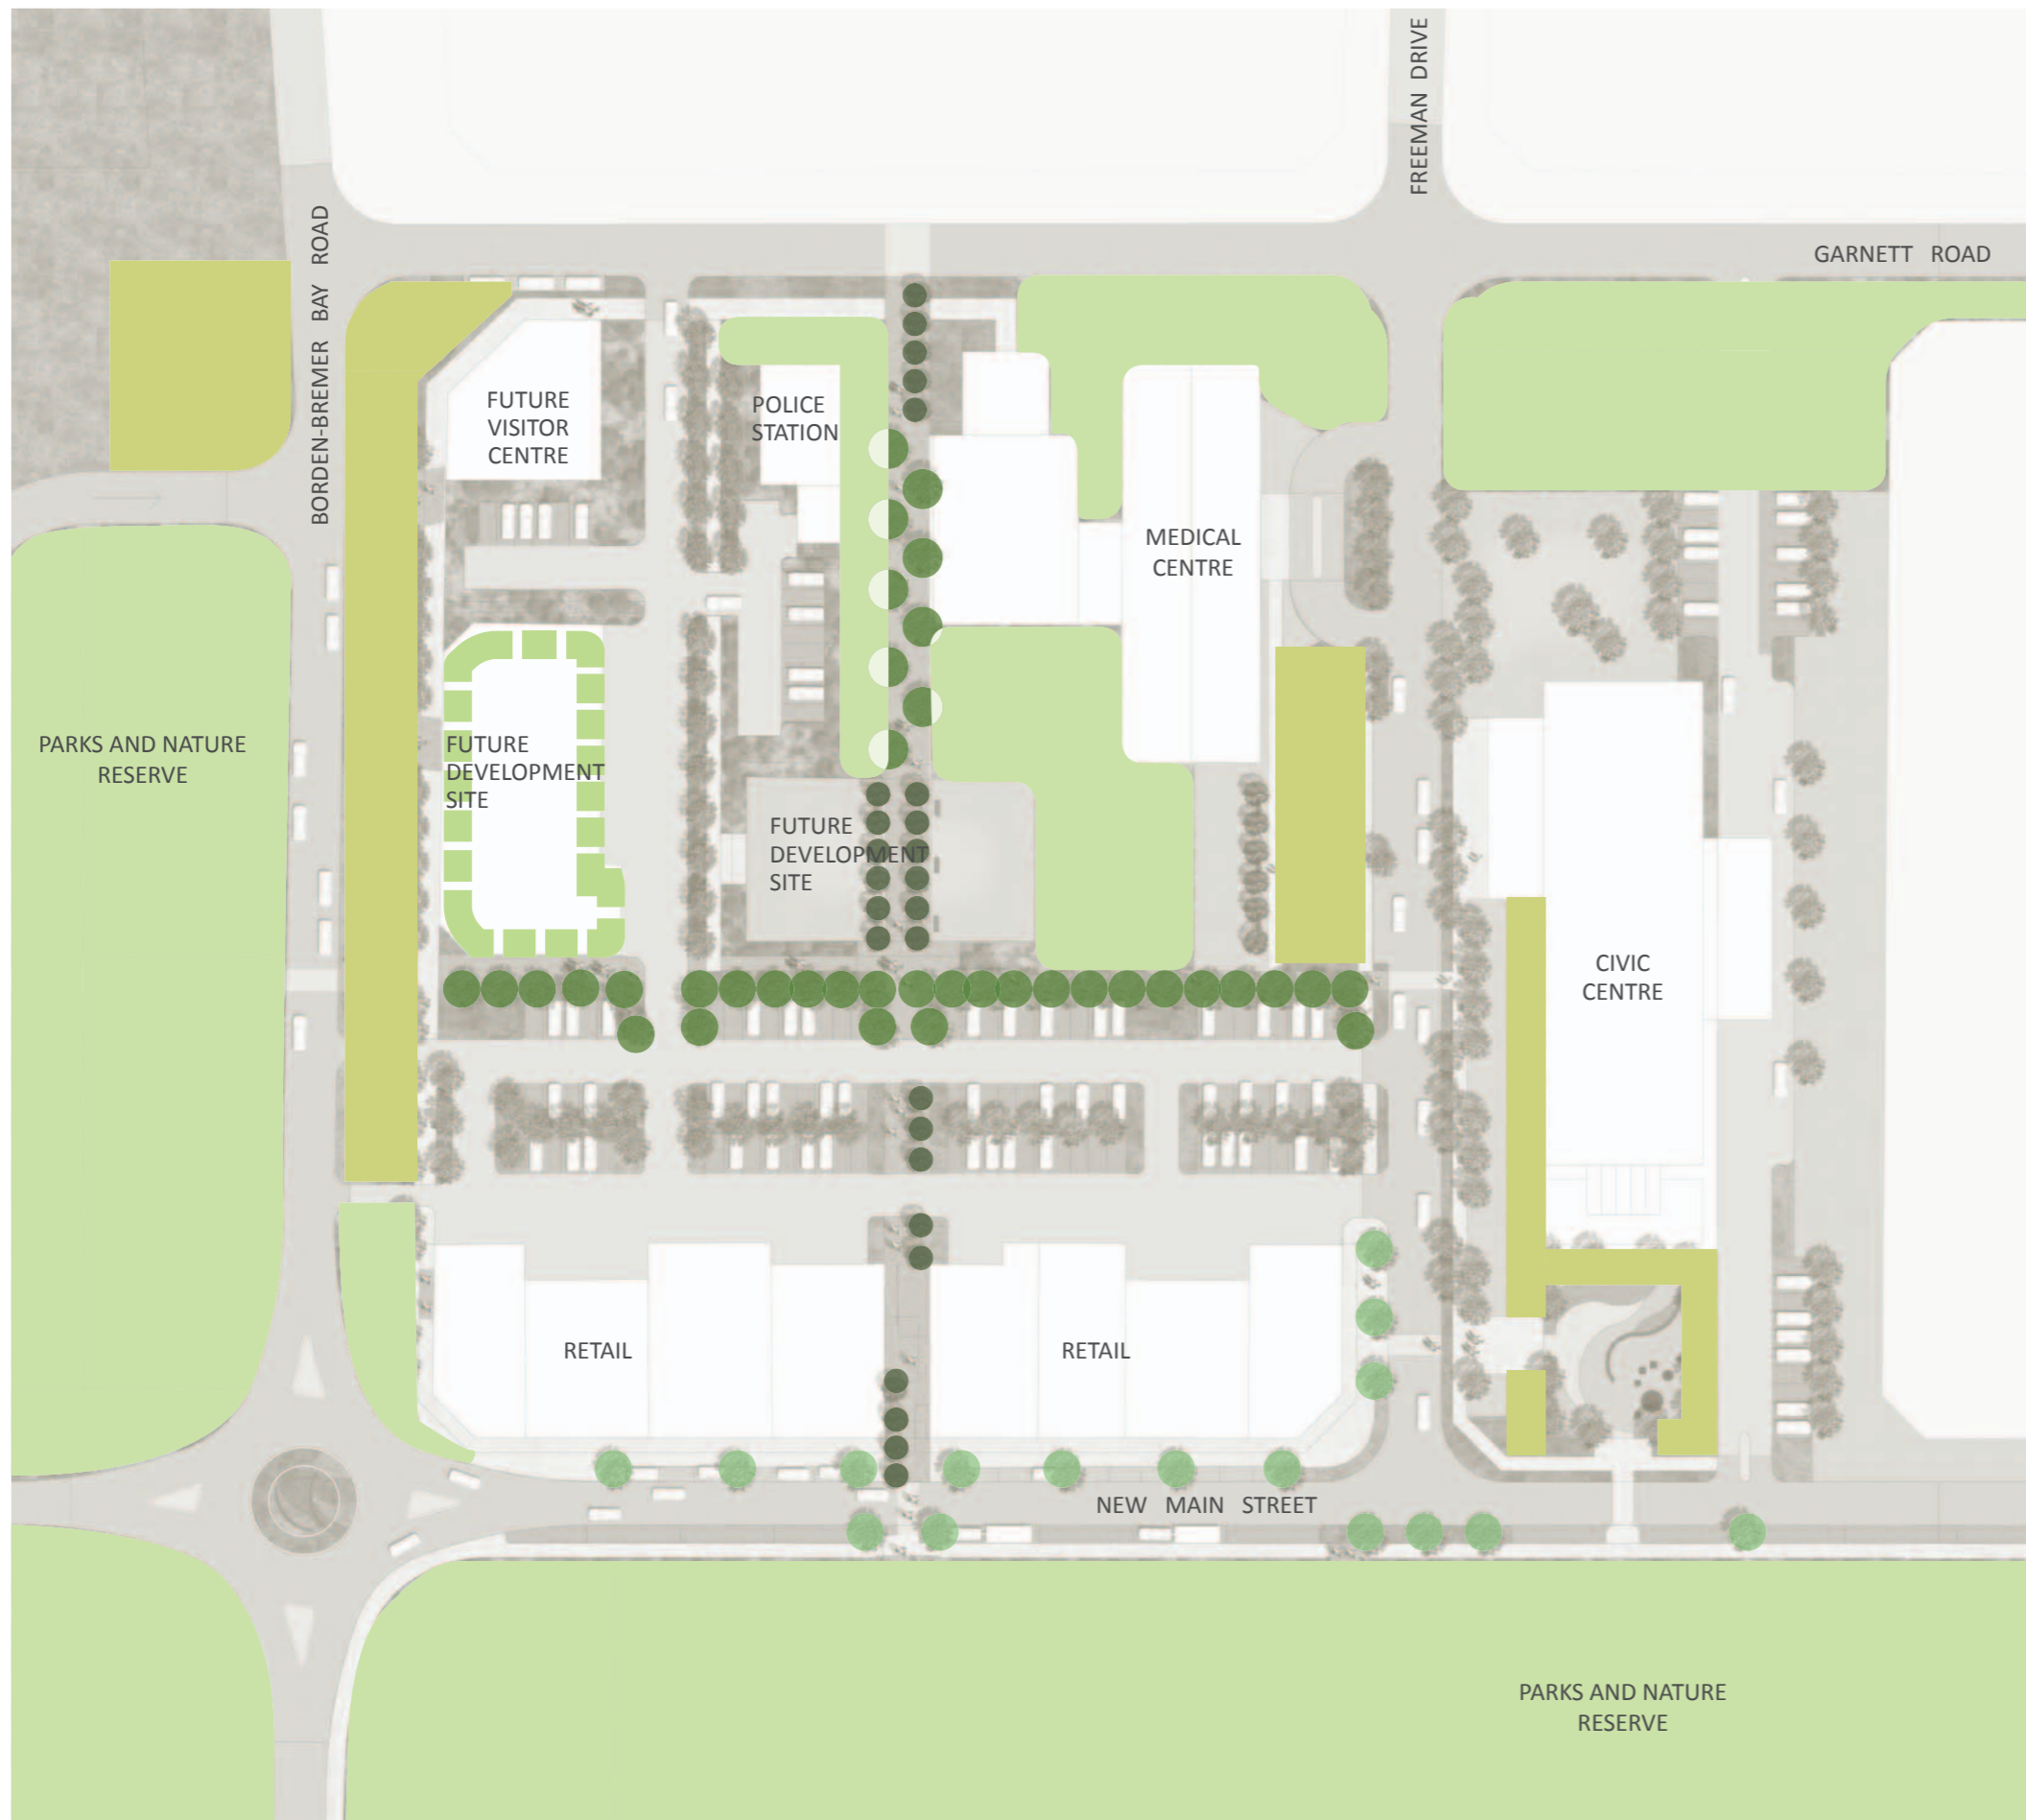 FREEMAN DRIVE
GARNETT ROAD
BORDEN-BREMER BAY ROAD
FUTURE
VISITOR
CENTRE
POLICE
STATION
MEDICAL
CENTRE
PARKS AND NATURE
RESERVE
FUTURE
DEVELOPMENT
SITE
FUTURE
DEVELOPMENT
SITE
CIVIC
CENTRE
RETAIL
RETAIL
NEW MAIN STREET
PARKS AND NATURE
RESERVE